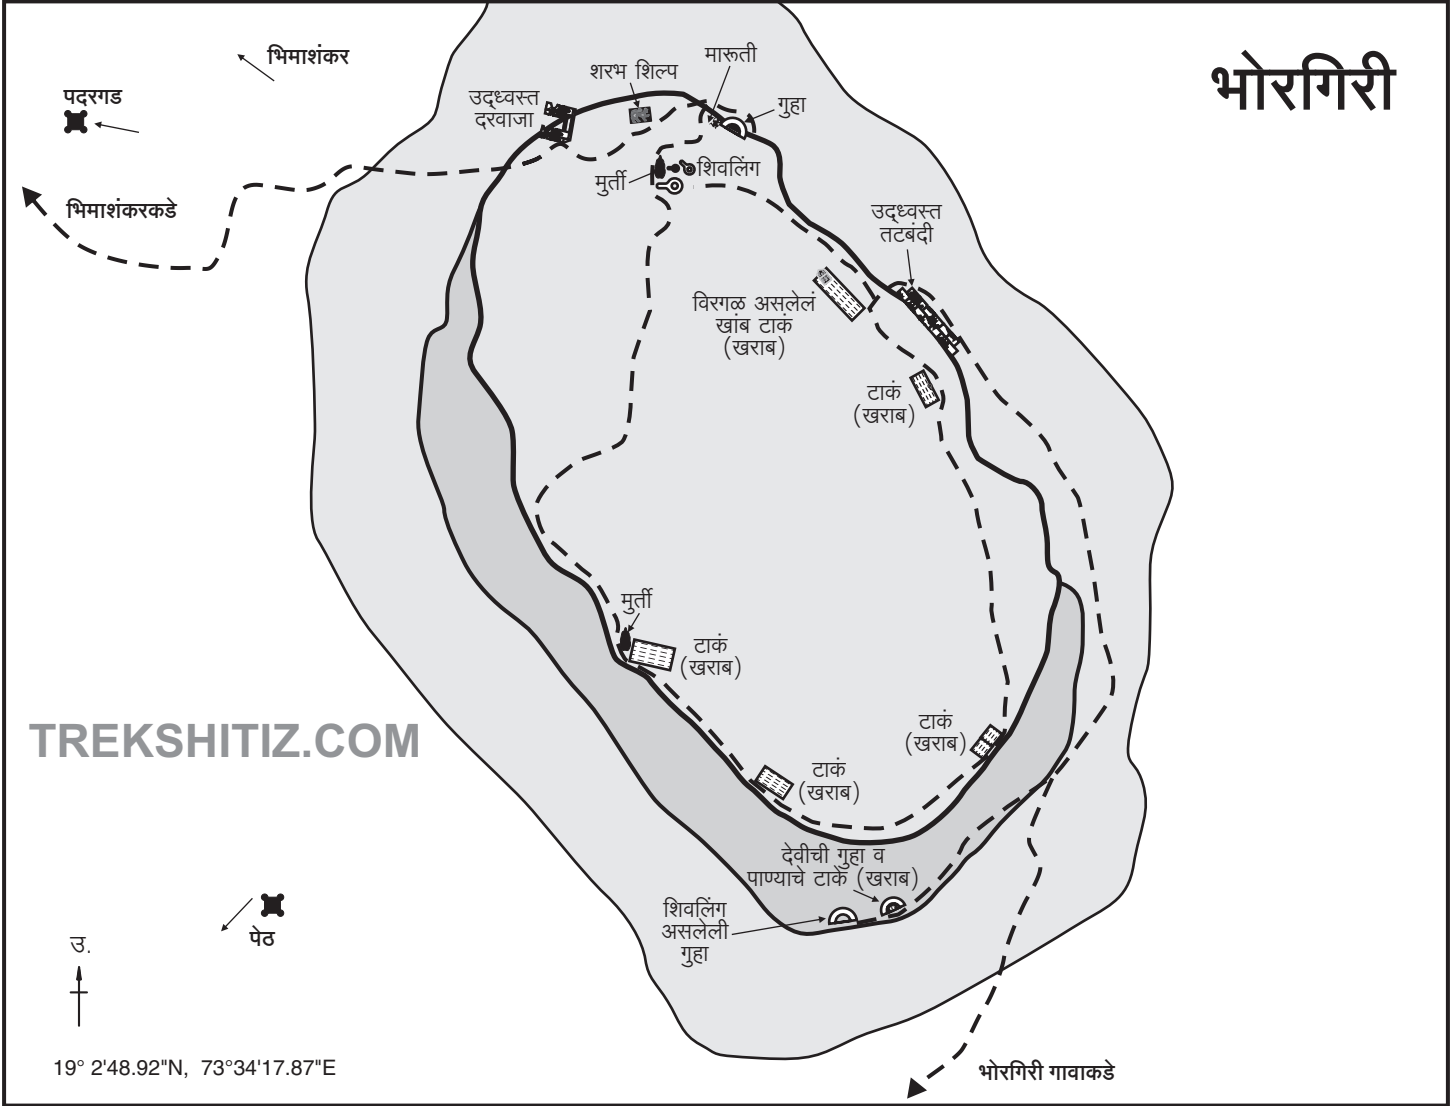 भोरगिरी
भिमाशंकर
पदरगड
भिमाशंकरकडे
उद्ध्वस्त
दरवाजा
शरभ शिल्प
मारूती
गुहा
मुर्ती
शिवलिंग
उद्ध्वस्त
तटबंदी
विरगळ असलेलं
खांब टाकं
(खराब)
टाकं
(खराब)
मुर्ती
टाकं
(खराब)
TREKSHITIZ.COM
टाकं
(खराब)
टाकं
(खराब)
देवीची गुहा व
पाण्याचे टाके (खराब)
शिवलिंग
असलेली
गुहा
पेठ
उ.
19° 2'48.92"N, 73°34'17.87"E
भोरगिरी गावाकडे